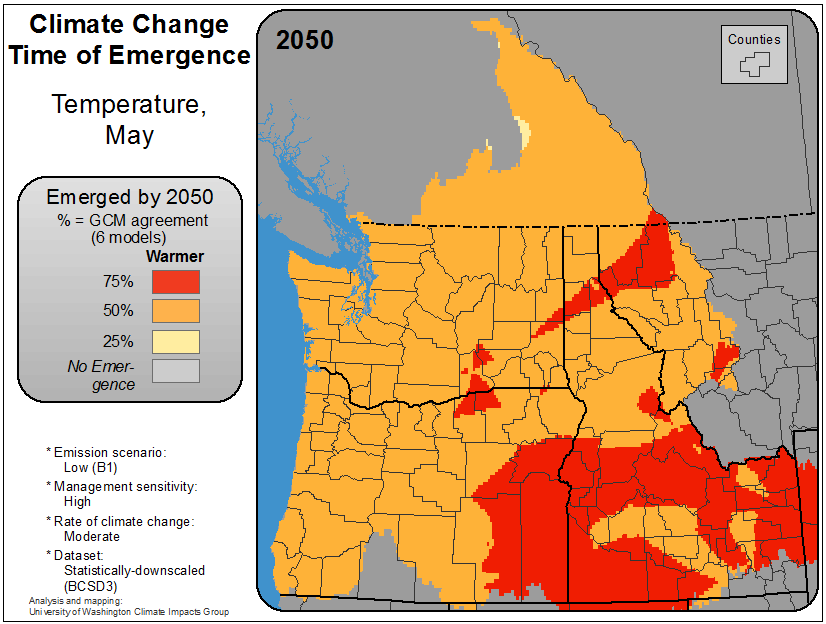 Climate Change
Time of Emergence
Temperature,
May
Emerged by 2050
% = GCM agreement
(6 models)
Warmer
75%
50%
25%
No Emer-
gence
* Emission scenario:
Low (B1)
* Management sensitivity:
High
* Rate of climate change:
Moderate
* Dataset:
Statistically-downscaled
(BCSD3)
Analysis and mapping:
University of Washington Climate Impacts Group
2050
Counties